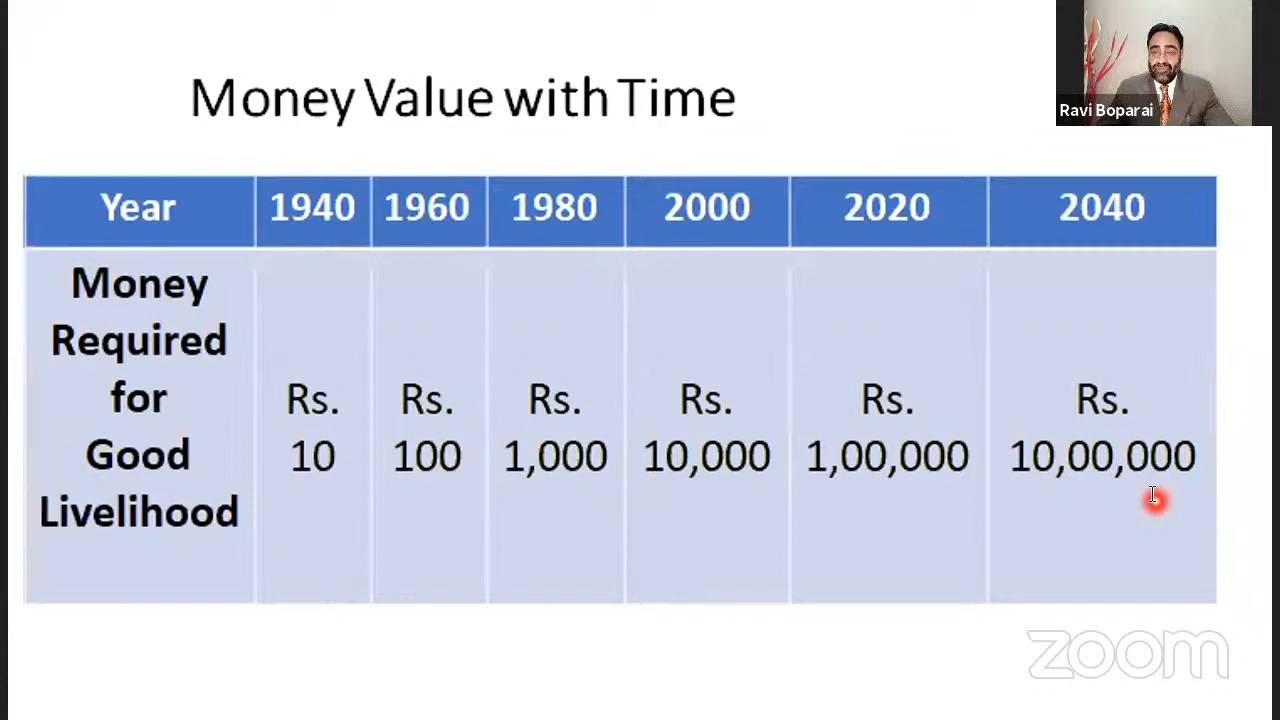 Money Value with Time
Ravi Boparai
Year 1940 1960 1980 2000 2020 2040
Money
Required
for Rs. Rs. Rs. Rs. Rs. Rs.
Good 10 100 1,000 10,000 1,00,000 10,00,000
Livelihood
zoom